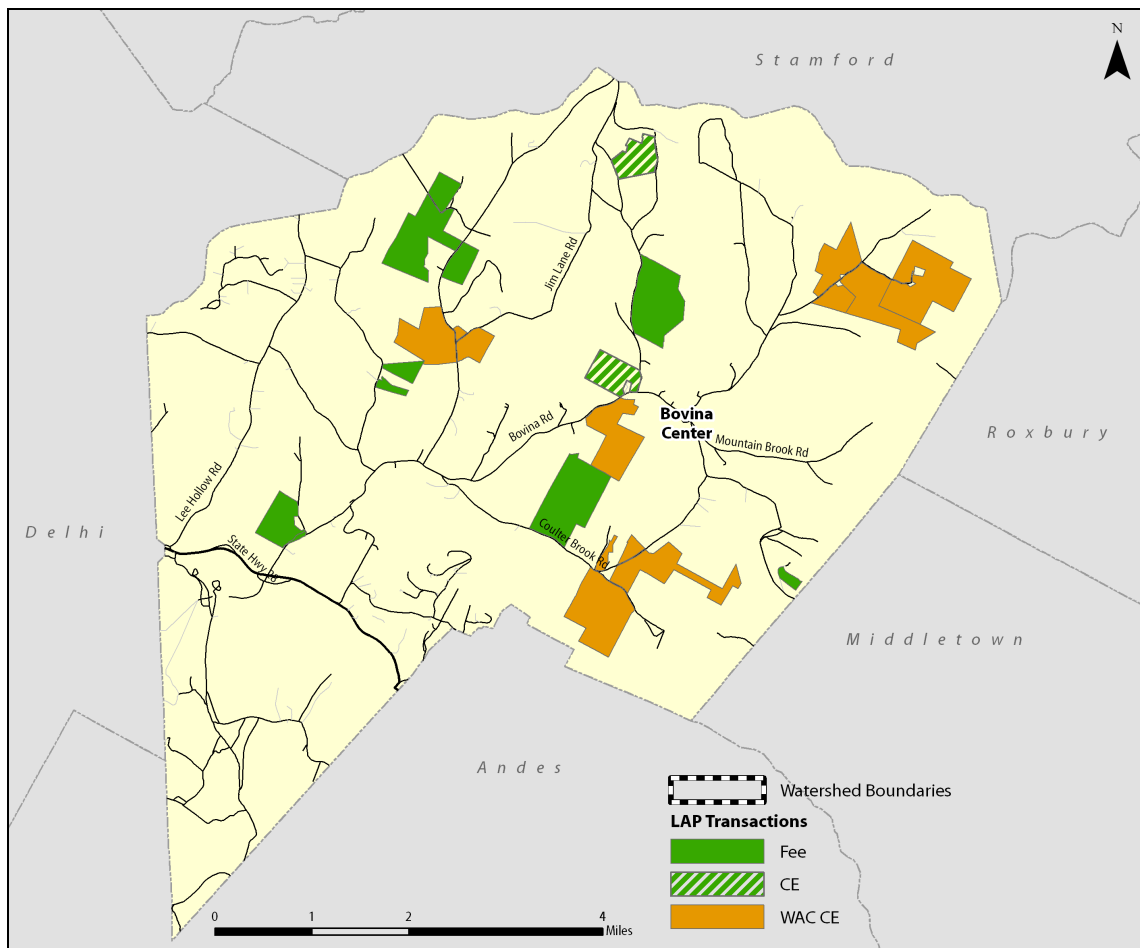 N
Stamford
Jim Lane Rd
Bovina
Center
Bovina Rd
Mountain Brook Rd
Roxbury
Lee Hollow Rd
Delhi
State Hwy Rd
Coulter Brook Rd
Middletown
Andes
Watershed Boundaries
LAP Transactions
Fee
CE
WAC CE
0 1 2 4
Miles